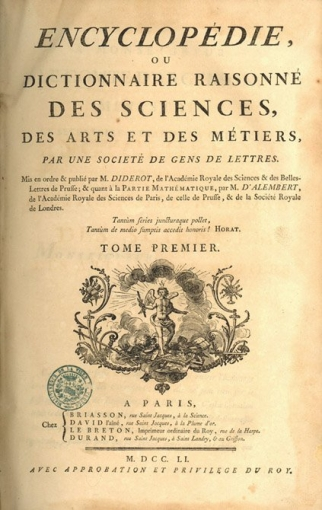 ENCYCLOPÉDIE,
OU
DICTIONNAIRE RAISONNÉ
DES SCIENCES,
DES ARTS ET DES MÉTIERS,
PAR UNE SOCIETÉ DE GENS DE LETTRES.
Mis en ordre & publié par M. DIDEROT, de l'Académie Royale des Sciences & des Belles-
Lettres de Prusse; & quant à la PARTIE MATHÉMATIQUE, par M. D'ALEMBERT,
de l'Académie Royale des Sciences de Paris, de celle de Prusse, & de la Société Royale
de Londres.
Tantùm series juncturaque pollet,
Tantùm de medio sumptis accedit honoris! HORAT.
TOME PREMIER.
A PARIS,
Chez
BRIASSON, rue Saint Jacques, à la Science.
DAVID l'aîné, rue Saint Jacques, à la Plume d'or.
LE BRETON, Imprimeur ordinaire du Roy, rue de la Harpe.
DURAND, rue Saint Jacques, à Saint Landry, & au Griffon.
M. DCC. LI.
AVEC APPROBATION ET PRIVILEGE DU ROY.